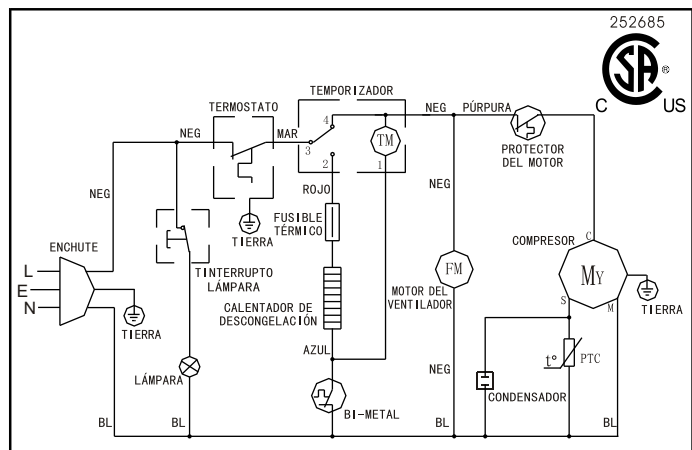 252685
C SA ® US
TEMPORIZADOR
TERMOSTATO
NEG
PÚRPURA
4
NEG
MAR
3
TM
PROTECTOR
DEL MOTOR
2
1
ROJO
NEG
NEG
FUSIBLE
TÉRMICO
TIERRA
ENCHUTE
COMPRESOR
C
L
E
N
TINTERRUPTO
LÁMPARA
FM
MY
CALENTADOR DE
DESCONGELACIÓN
MOTOR DEL
VENTILADOR
S
M
TIERRA
TIERRA
AZUL
t°
PTC
LÁMPARA
NEG
CONDENSADOR
BI-METAL
BL
BL
BL
BL